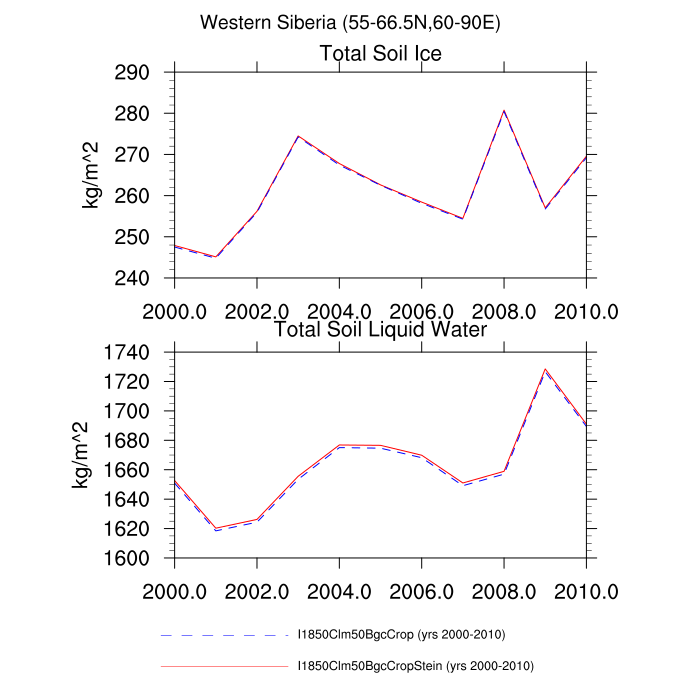 Western Siberia (55-66.5N,60-90E)
Total Soil Ice
290
280
270
260
250
240
kg/m^2
2000.0 2002.0 2004.0 2006.0 2008.0 2010.0
Total Soil Liquid Water
1740
1720
1700
1680
1660
1640
1620
1600
kg/m^2
2000.0 2002.0 2004.0 2006.0 2008.0 2010.0
I1850Clm50BgcCrop (yrs 2000-2010)
I1850Clm50BgcCropStein (yrs 2000-2010)